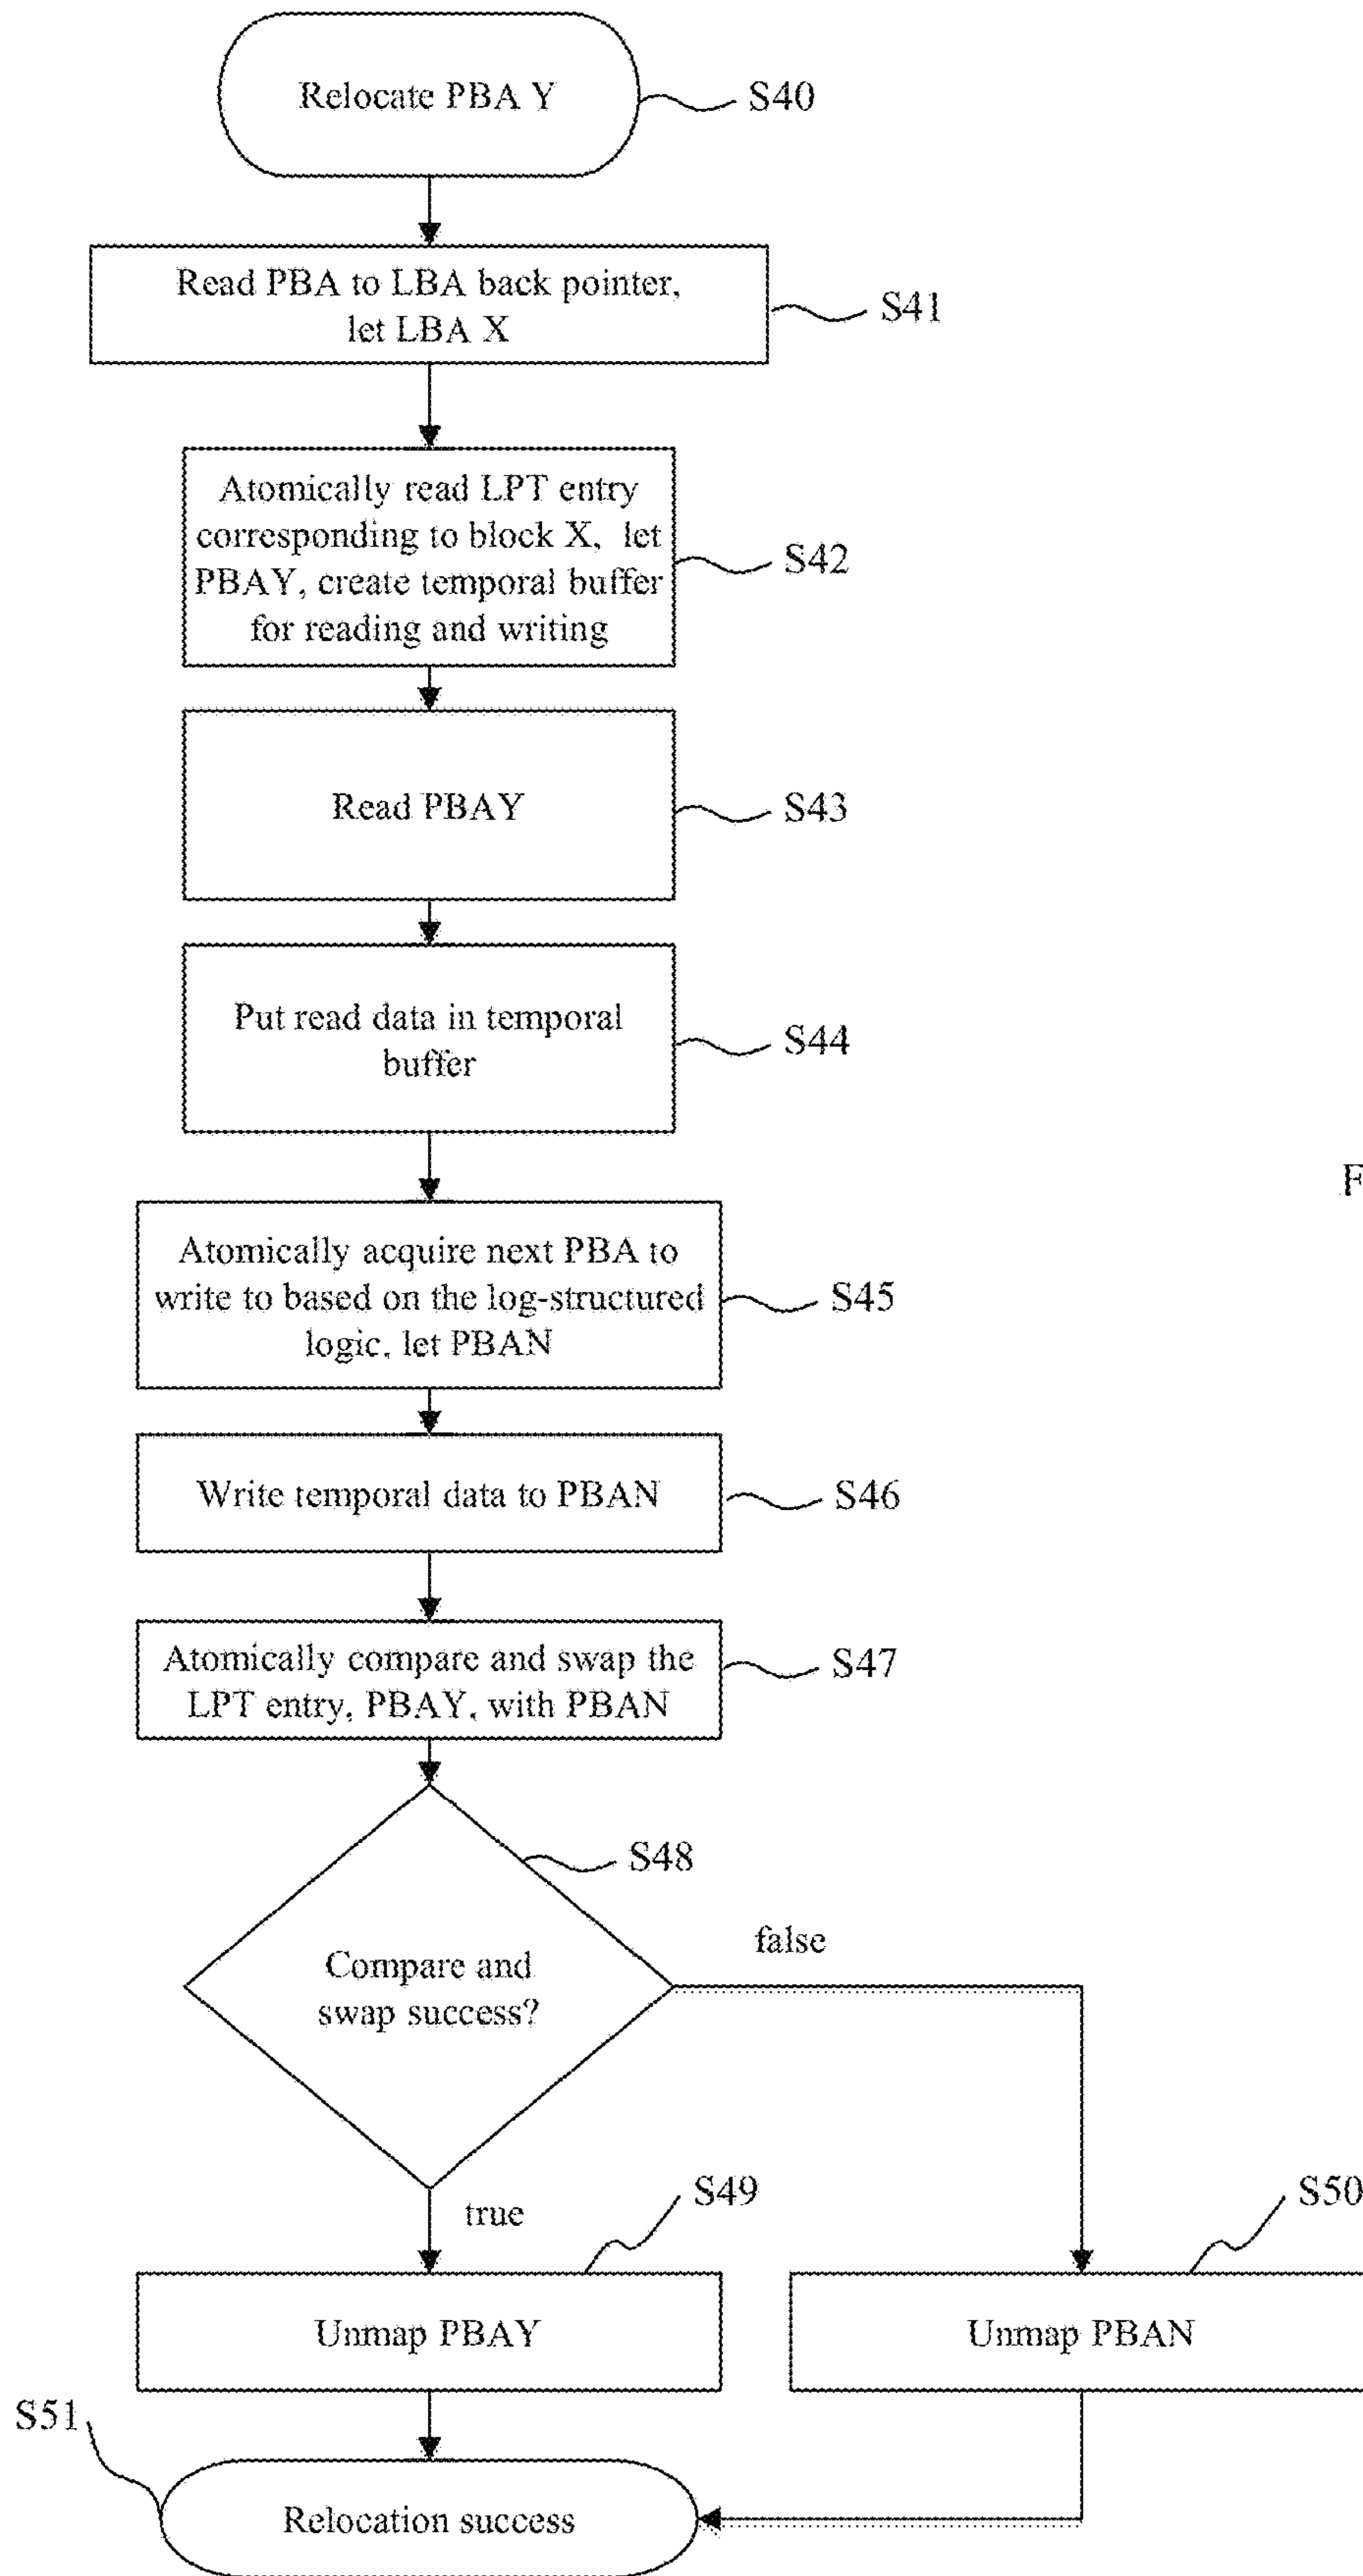 Relocate PBA Y
S40
Read PBA to LBA back pointer,
let LBA X
S41
Atomically read LPT entry
corresponding to block X, let
PBAY, create temporal buffer
for reading and writing
S42
Read PBAY
S43
Put read data in temporal
buffer
S44
F
Atomically acquire next PBA to
write to based on the log-structured
logic, let PBAN
S45
Write temporal data to PBAN
S46
Atomically compare and swap the
LPT entry, PBAY, with PBAN
S47
S48
Compare and
swap success?
false
true
S49
S50
Unmap PBAY
Unmap PBAN
S51
Relocation success